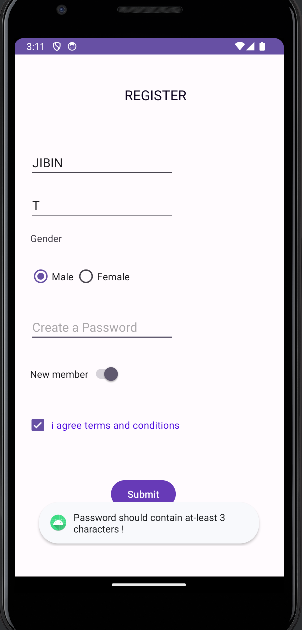 3:11
REGISTER
JIBIN
T
Gender
Male Female
Create a Password
New member
i agree terms and conditions
Submit
Password should contain at-least 3
characters !